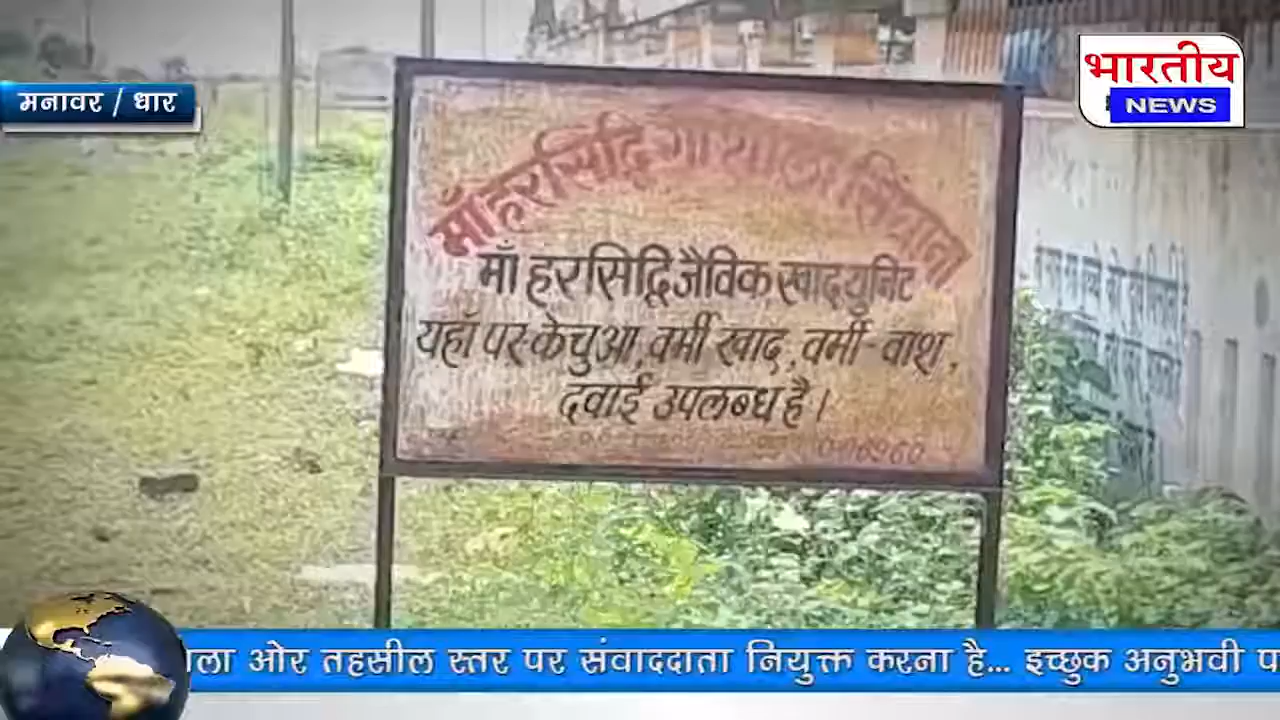 मनावर / धार
भारतीय
NEWS
माँ हरसिद्धि गौ शाला सिंघाना
माँ हरसिद्धि जैविक खाद युनिट
यहाँ पर केचुआ, वर्मी खाद, वर्मी-वाश,
दवाई उपलब्ध है।
ला ओर तहसील स्तर पर संवाददाता नियुक्त करना है... इच्छुक अनुभवी प